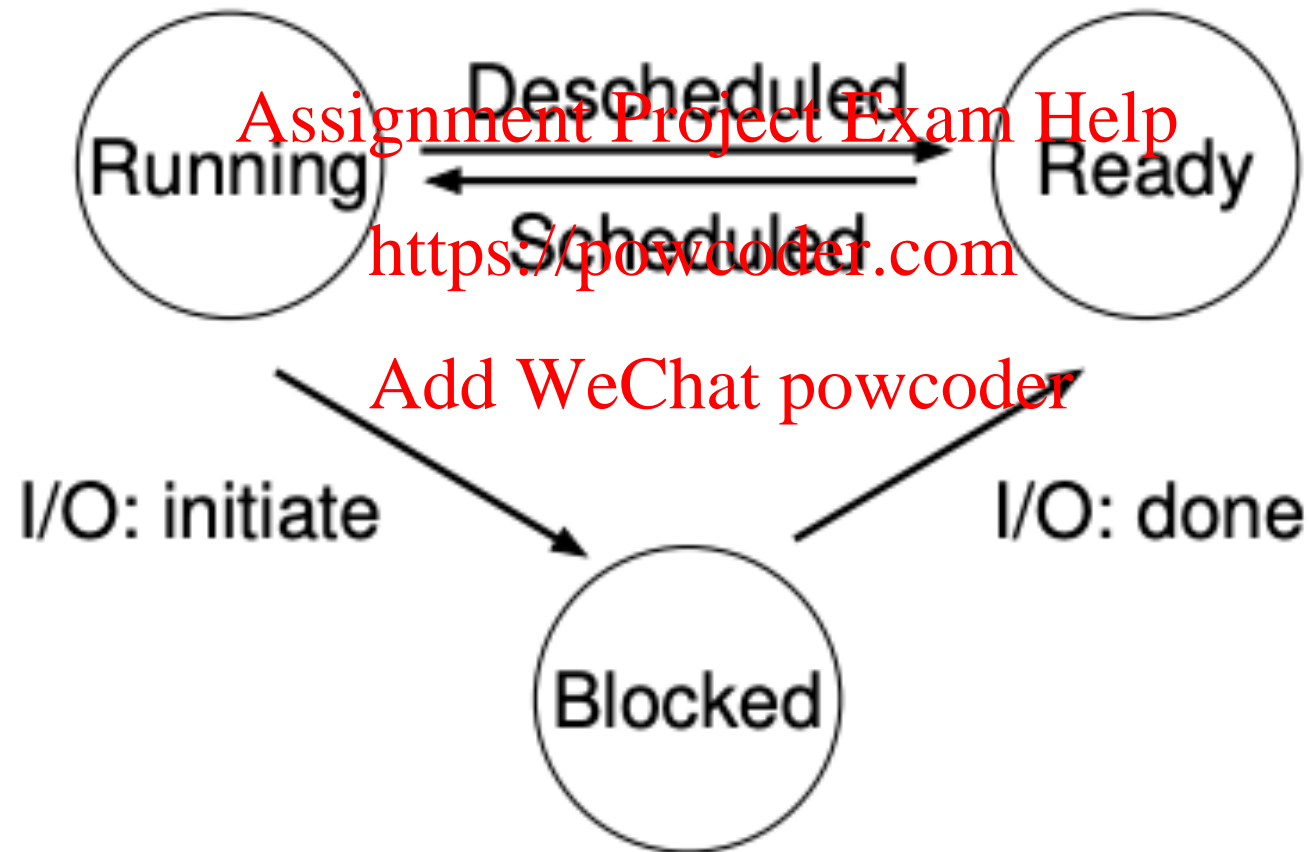 Descheduled
Assignment Project Exam Help
Running
Ready
Scheduled
https://powcoder.com
Add WeChat powcoder
I/O: initiate
I/O: done
Blocked